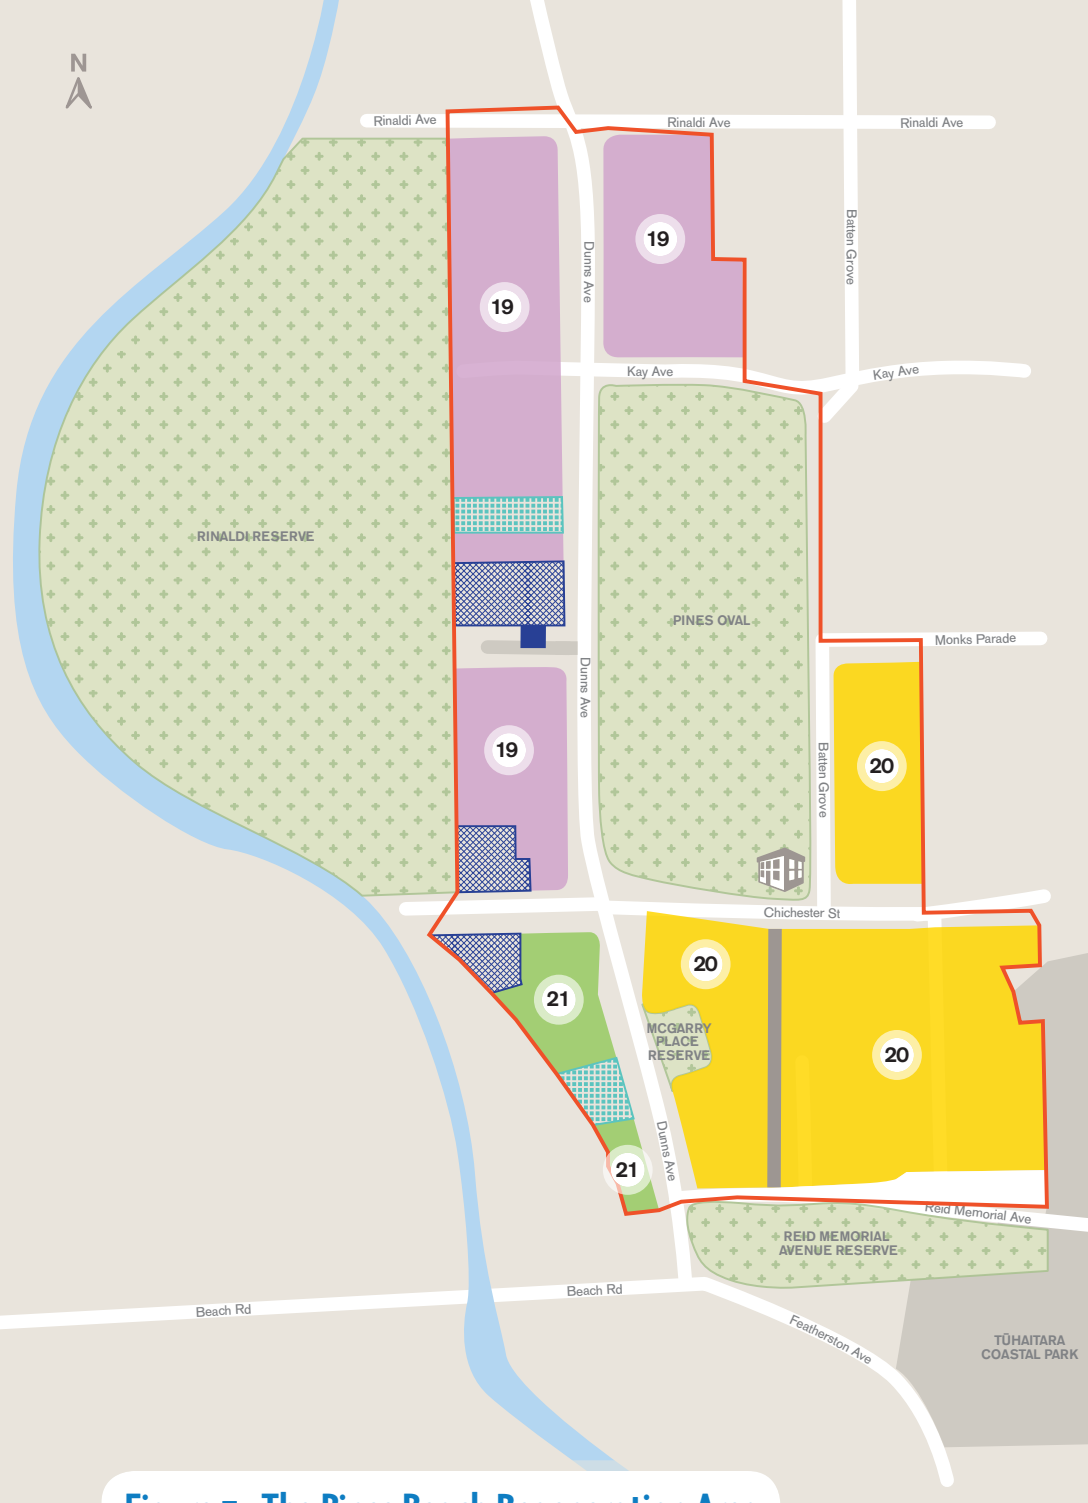 N
Rinaldi Ave
Rinaldi Ave
Rinaldi Ave
Batten Grove
19
Dunns Ave
19
Kay Ave
Kay Ave
RINALDI RESERVE
PINES OVAL
Monks Parade
Dunns Ave
19
Batten Grove
20
Chichester St
20
21
MCGARRY
PLACE
RESERVE
20
Dunns Ave
21
Reid Memorial Ave
REID MEMORIAL
AVENUE RESERVE
Beach Rd
Beach Rd
Featherston Ave
TŪHAITARA
COASTAL PARK